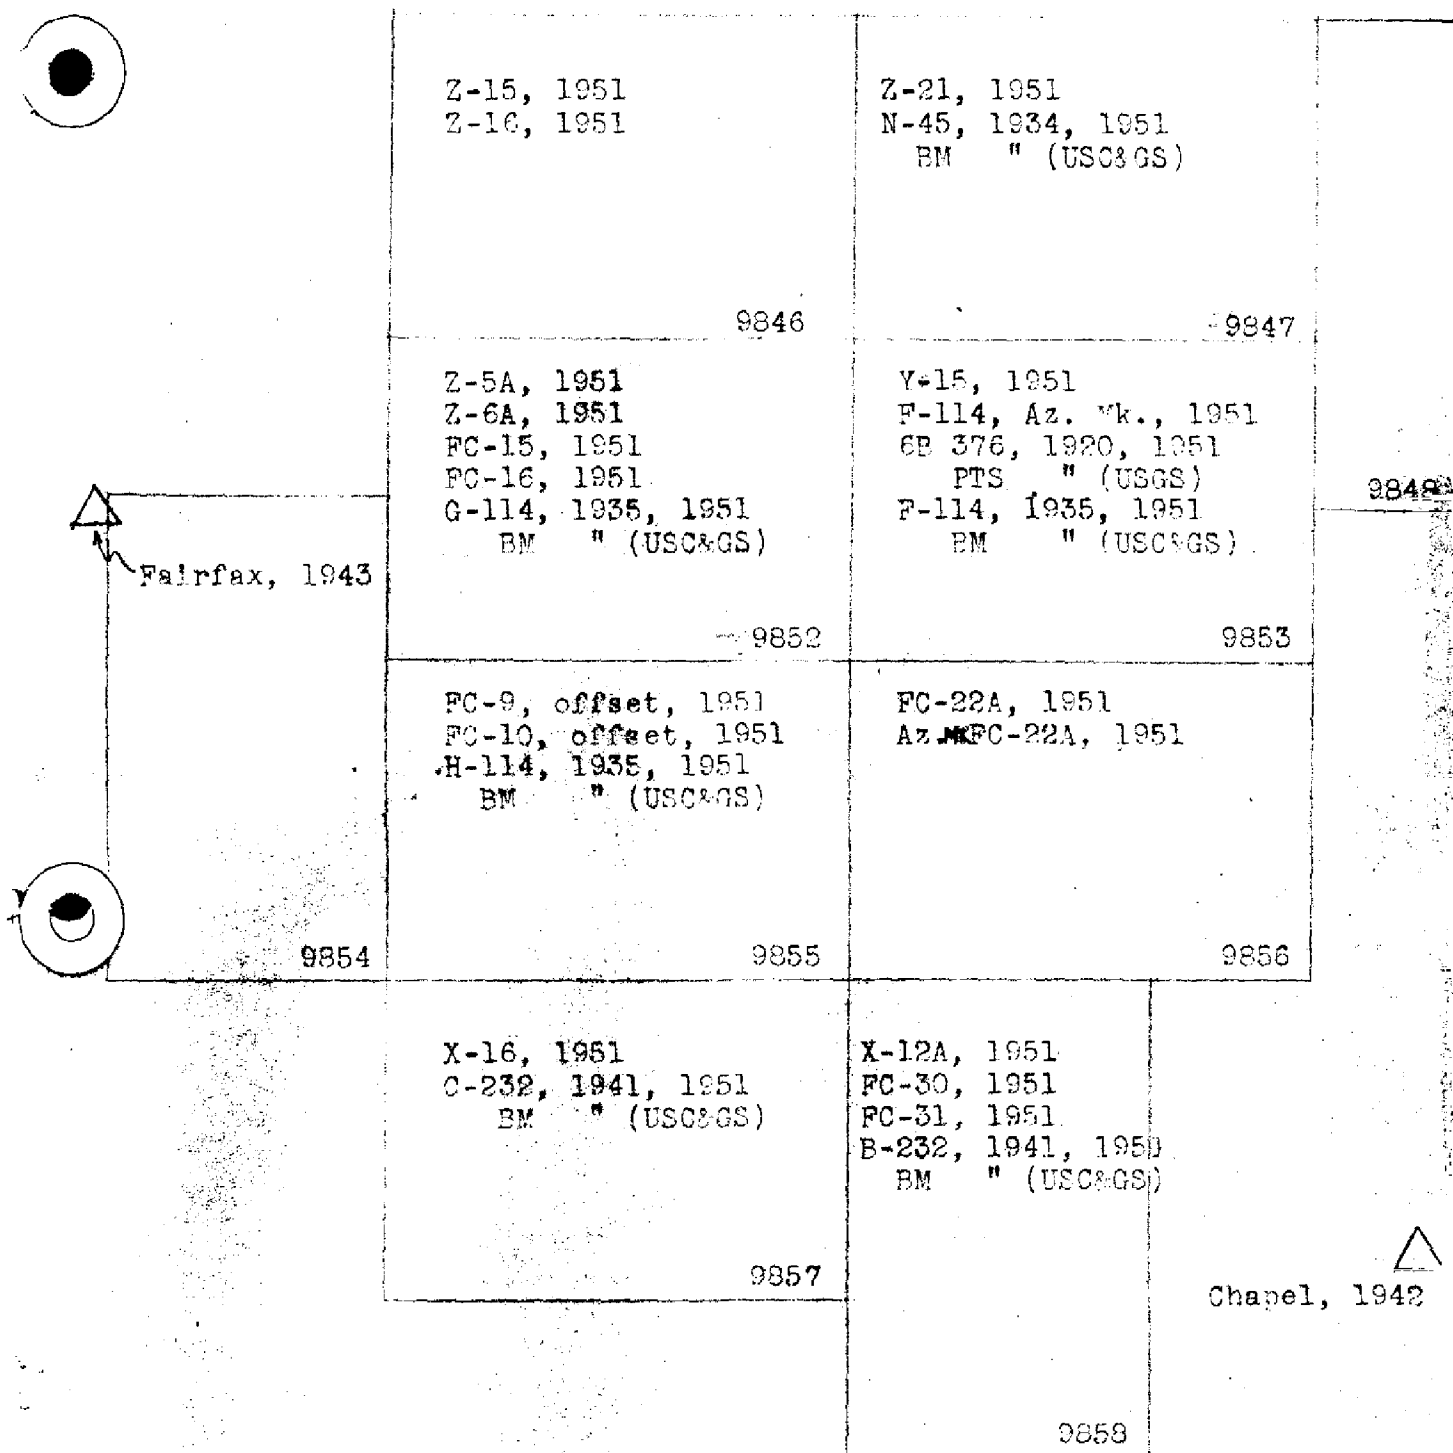 Z-15, 1951
Z-16, 1951
9846
Z-21, 1951
N-45, 1934, 1951
BM " (USC&GS)
9847
Z-5A, 1951
Z-6A, 1951
FC-15, 1951
FC-16, 1951
G-114, 1935, 1951
BM " (USC&GS)
9852
Y-15, 1951
F-114, Az. Mk., 1951
6B 376, 1920, 1951
PTS " (USGS)
F-114, 1935, 1951
BM " (USC&GS)
9853
9848
Fairfax, 1943
9854
FC-9, offset, 1951
FC-10, offset, 1951
H-114, 1935, 1951
BM " (USC&GS)
9855
FC-22A, 1951
Az.MKFC-22A, 1951
9856
X-16, 1951
C-232, 1941, 1951
BM " (USC&GS)
9857
X-12A, 1951
FC-30, 1951
FC-31, 1951
B-232, 1941, 1951
BM " (USC&GS)
9858
Chapel, 1942